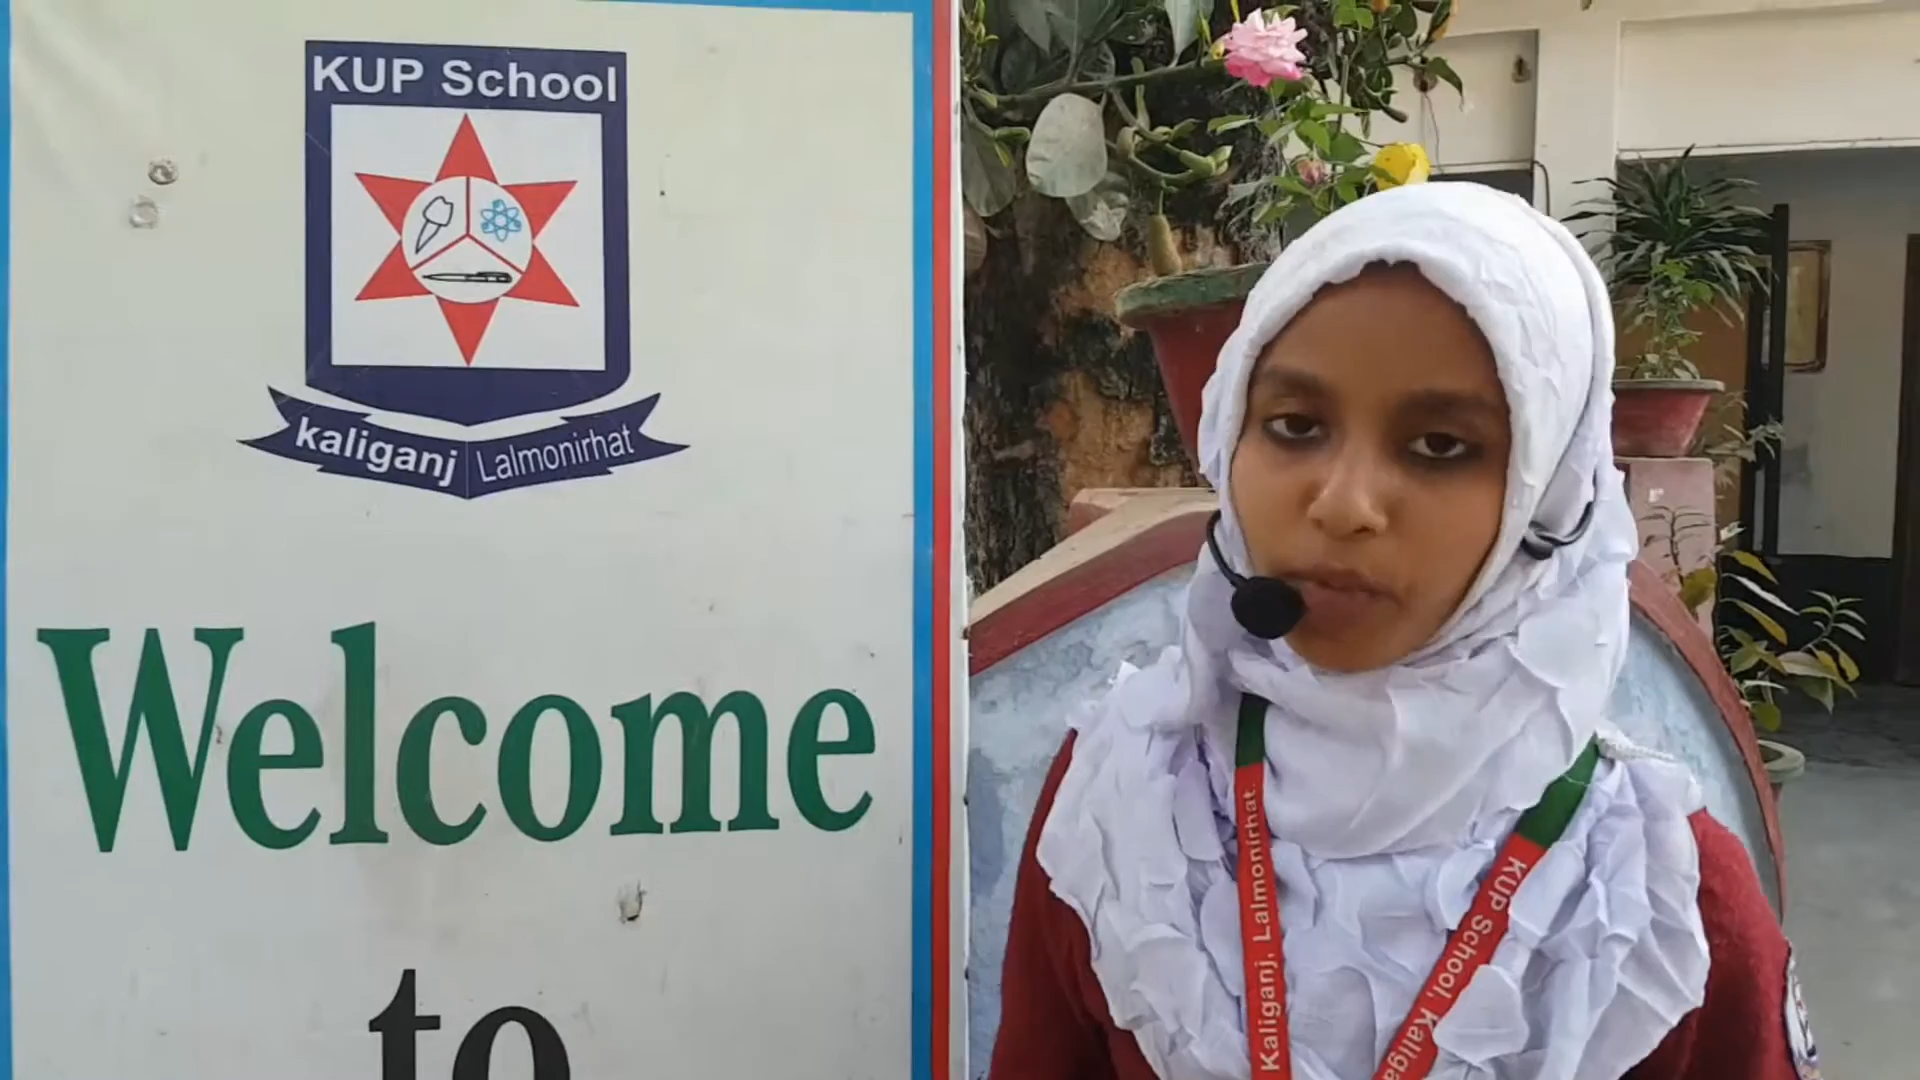 KUP School
kaliganj Lalmonirhat
Welcome
to
Kaliganj, Lalmonirhat.
KUP School, Kaliga